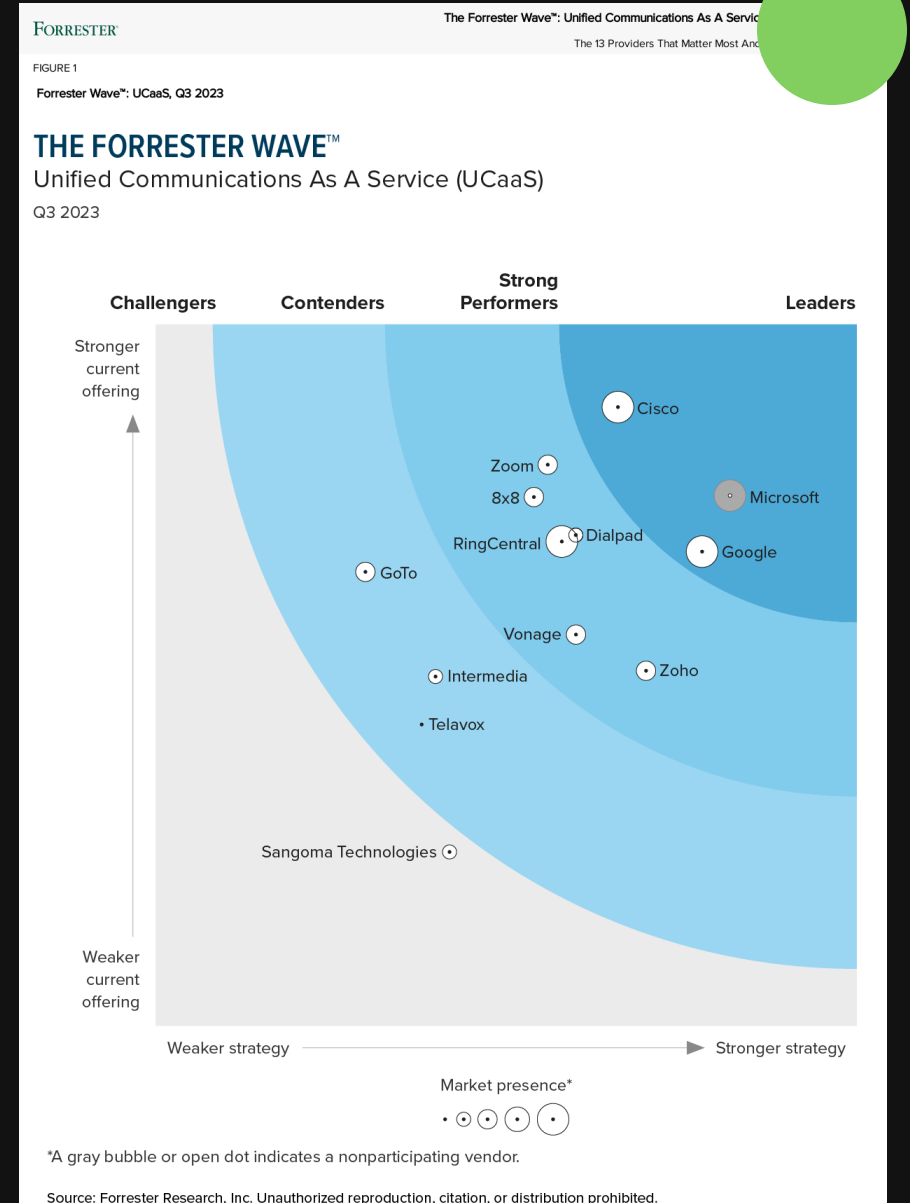 FORRESTER®
The Forrester Wave™: Unified Communications As A
The 13 Providers That Matter Most
FIGURE 1
Forrester Wave™: UCaaS, Q3 2023
THE FORRESTER WAVE™
Unified Communications As A Service (UCaaS)
Q3 2023
Challengers
Contenders
Strong
Performers
Leaders
Stronger
current
offering
Cisco
Zoom
8x8
Microsoft
RingCentral
Dialpad
Google
GoTo
Vonage
Zoho
Intermedia
Telavox
Sangoma Technologies
Weaker
current
offering
Weaker strategy
Stronger strategy
Market presence*
*A gray bubble or open dot indicates a nonparticipating vendor.
Source: Forrester Research, Inc. Unauthorized reproduction, citation, or distribution prohibited.